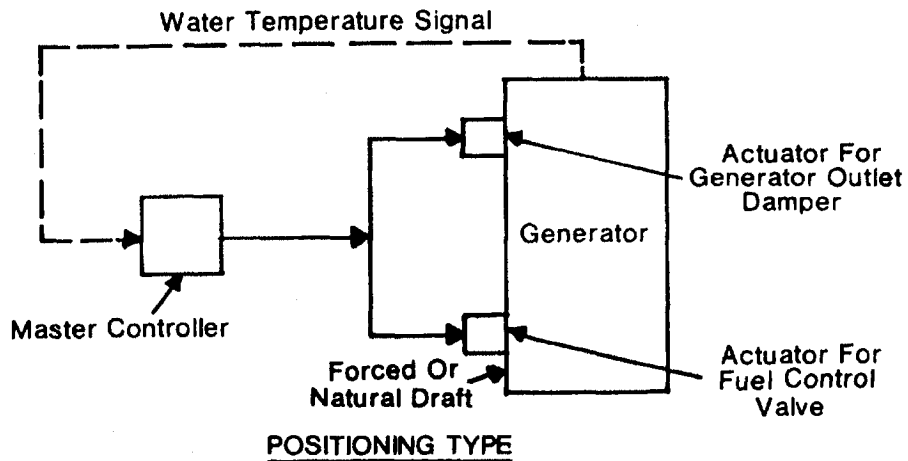 Water Temperature Signal
Actuator For
Generator Outlet
Damper
Generator
Master Controller
Forced Or
Natural Draft
Actuator For
Fuel Control
Valve
POSITIONING TYPE